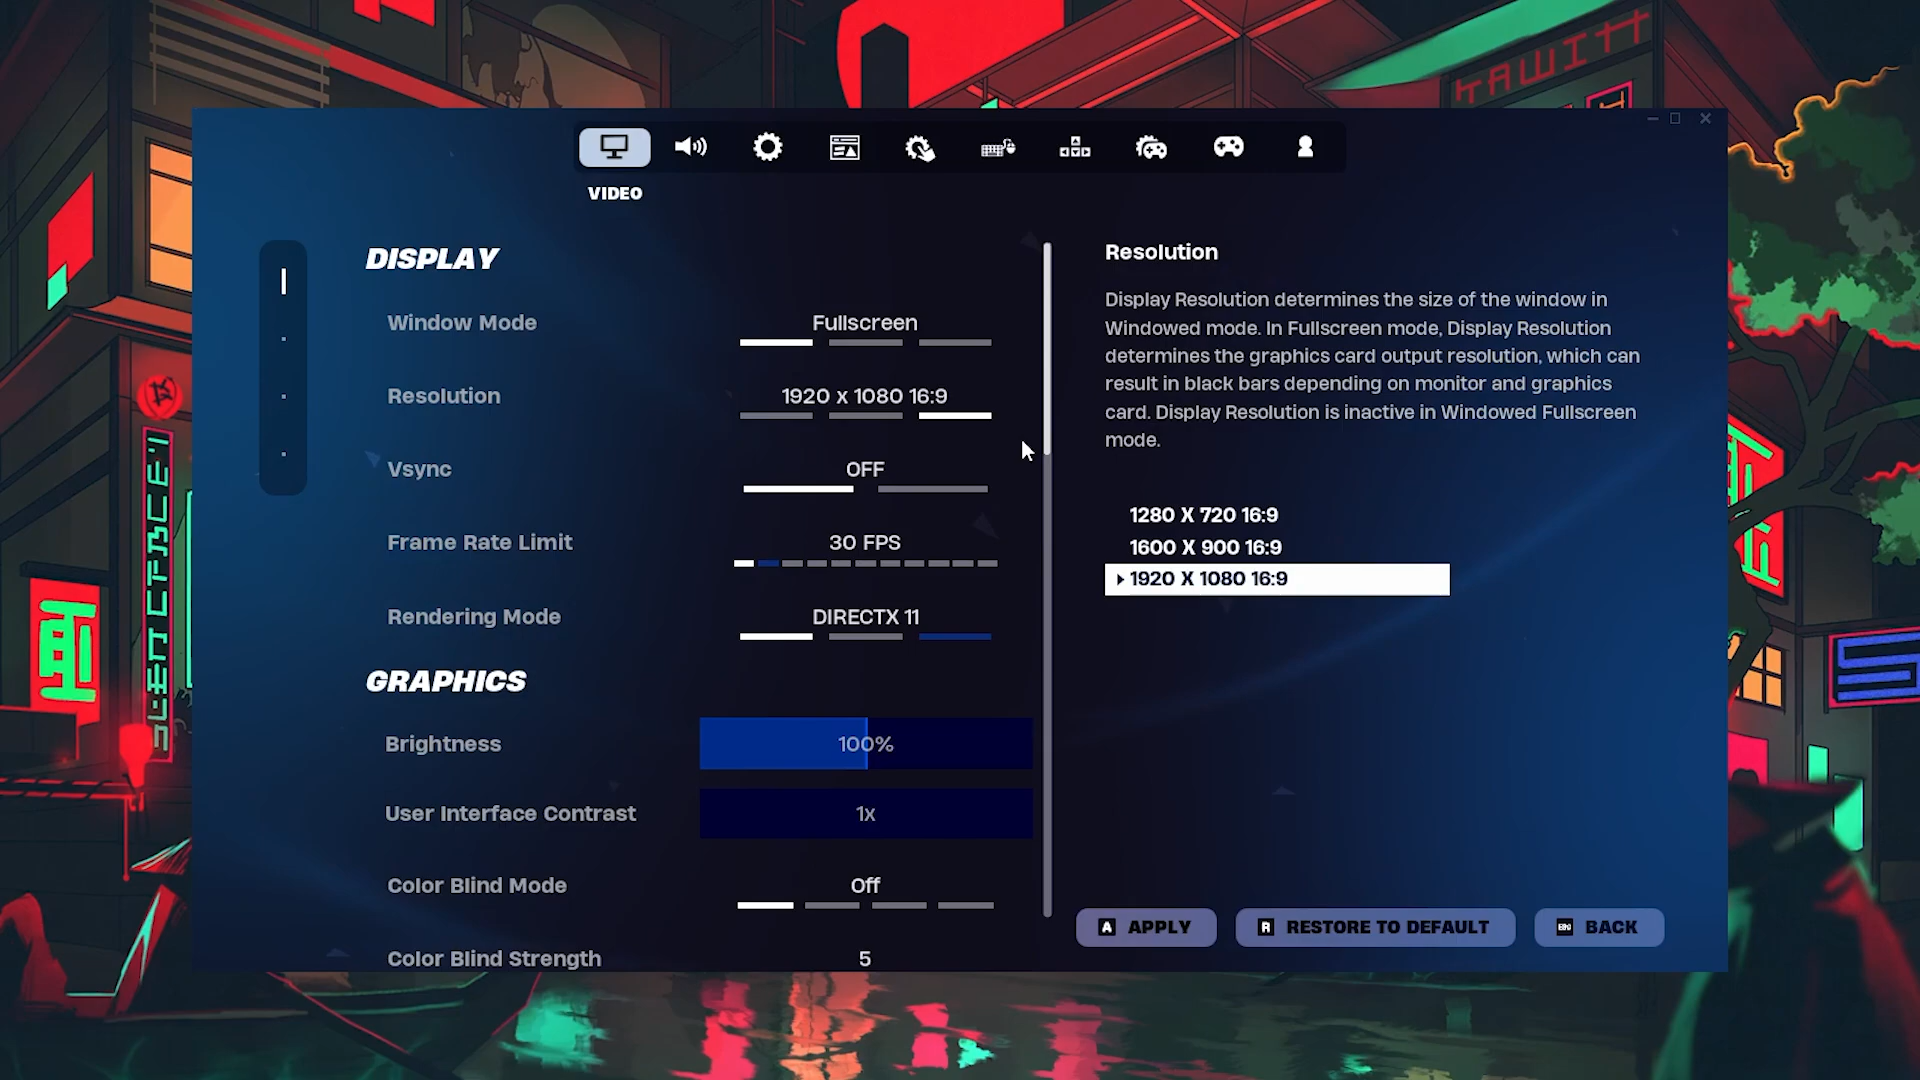 VIDEO
DISPLAY
Window Mode
Fullscreen
Resolution
1920 x 1080 16:9
Vsync
OFF
Frame Rate Limit
30 FPS
Rendering Mode
DIRECTX 11
GRAPHICS
Brightness
100%
User Interface Contrast
1x
Color Blind Mode
Off
Color Blind Strength
5
Resolution
Display Resolution determines the size of the window in
Windowed mode. In Fullscreen mode, Display Resolution
determines the graphics card output resolution, which can
result in black bars depending on monitor and graphics
card. Display Resolution is inactive in Windowed Fullscreen
mode.
1280 X 720 16:9
1600 X 900 16:9
1920 X 1080 16:9
A APPLY
R RESTORE TO DEFAULT
BACK